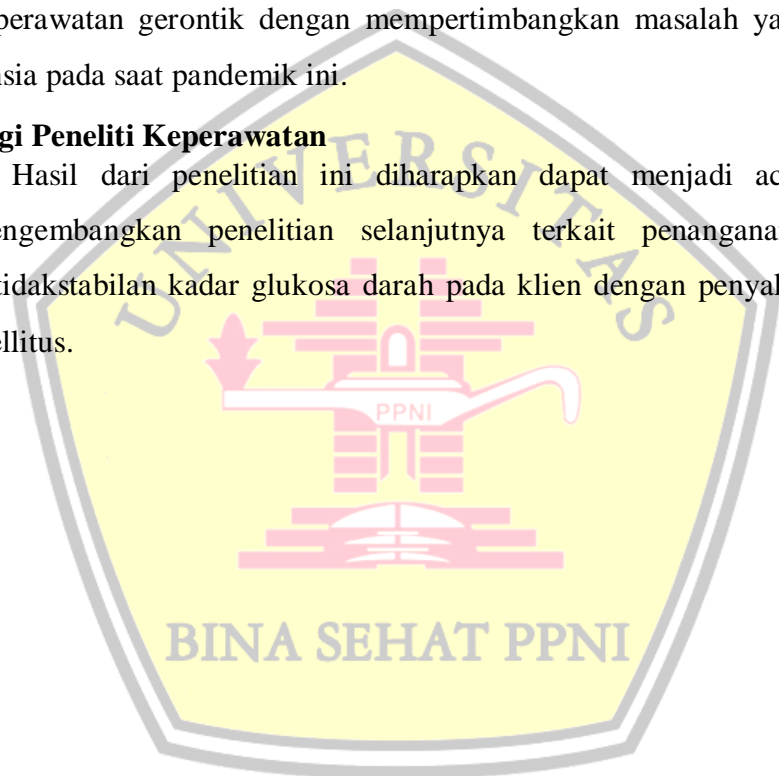 perawatan gerontik dengan mempertimbangkan masalah ya
nsia pada saat pandemik ini.
gi Peneliti Keperawatan
Hasil dari penelitian ini diharapkan dapat menjadi ac
engembangkan penelitian selanjutnya terkait penangana
tidakstabilan kadar glukosa darah pada klien dengan penyal
ellitus.
UNIVERSITAS
PPNI
BINA SEHAT PPNI